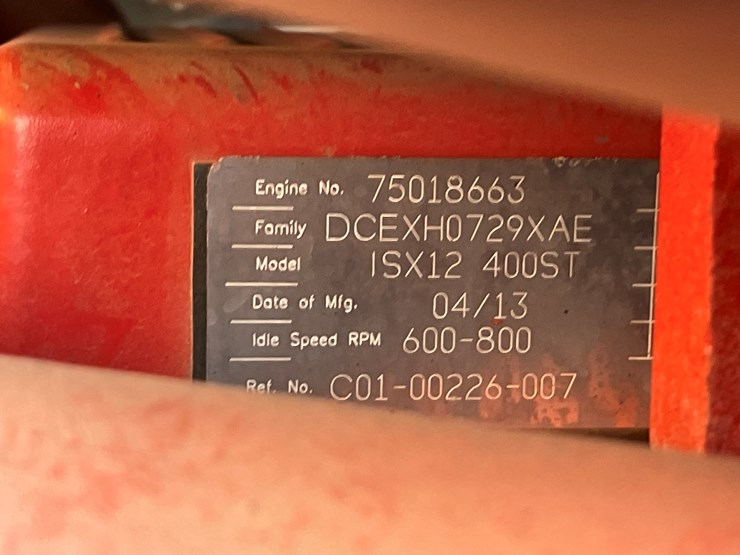 Engine No. 75018663
Family DCEXH0729XAE
Model ISX12 400ST
Date of Mfg. 04/13
Idle Speed RPM 600-800
Ref. No. C01-00226-007